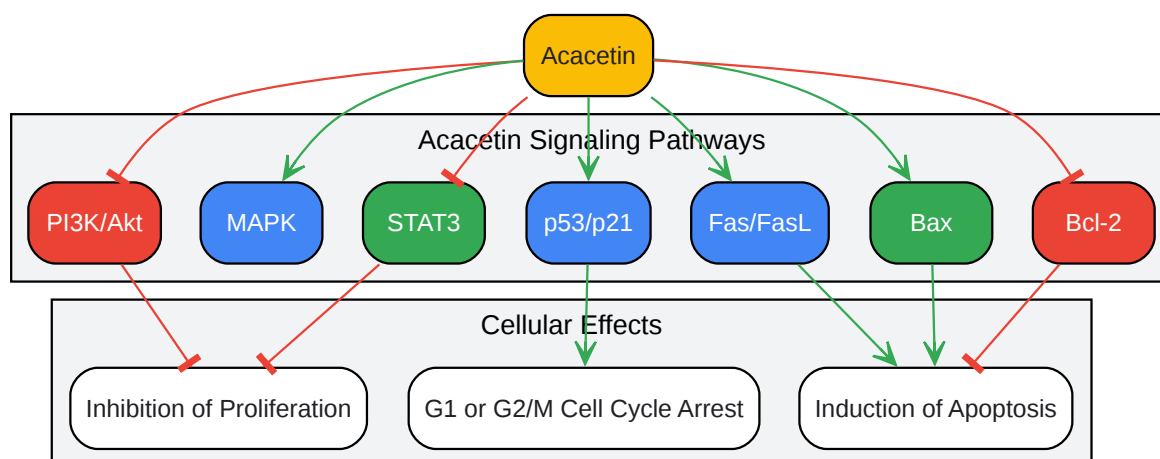 Acacetin
Acacetin Signaling Pathways
PI3K/Akt
MAPK
STAT3
p53/p21
Fas/FasL
Bax
Bcl-2
Cellular Effects
Inhibition of Proliferation
G1 or G2/M Cell Cycle Arrest
Induction of Apoptosis